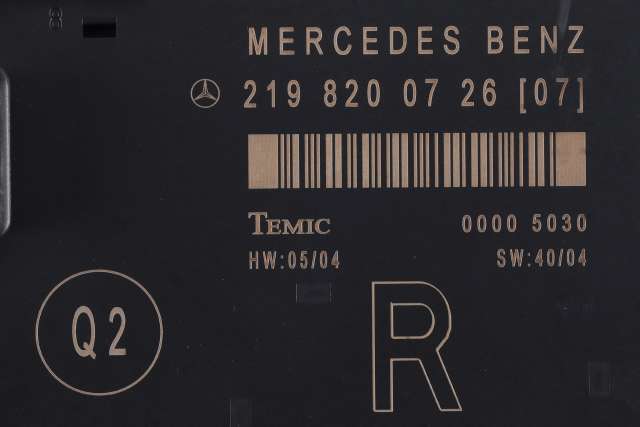 MERCEDES BENZ
219 820 07 26 [07]
TEMIC 0000 5030
HW:05/04 SW:40/04
Q2
R